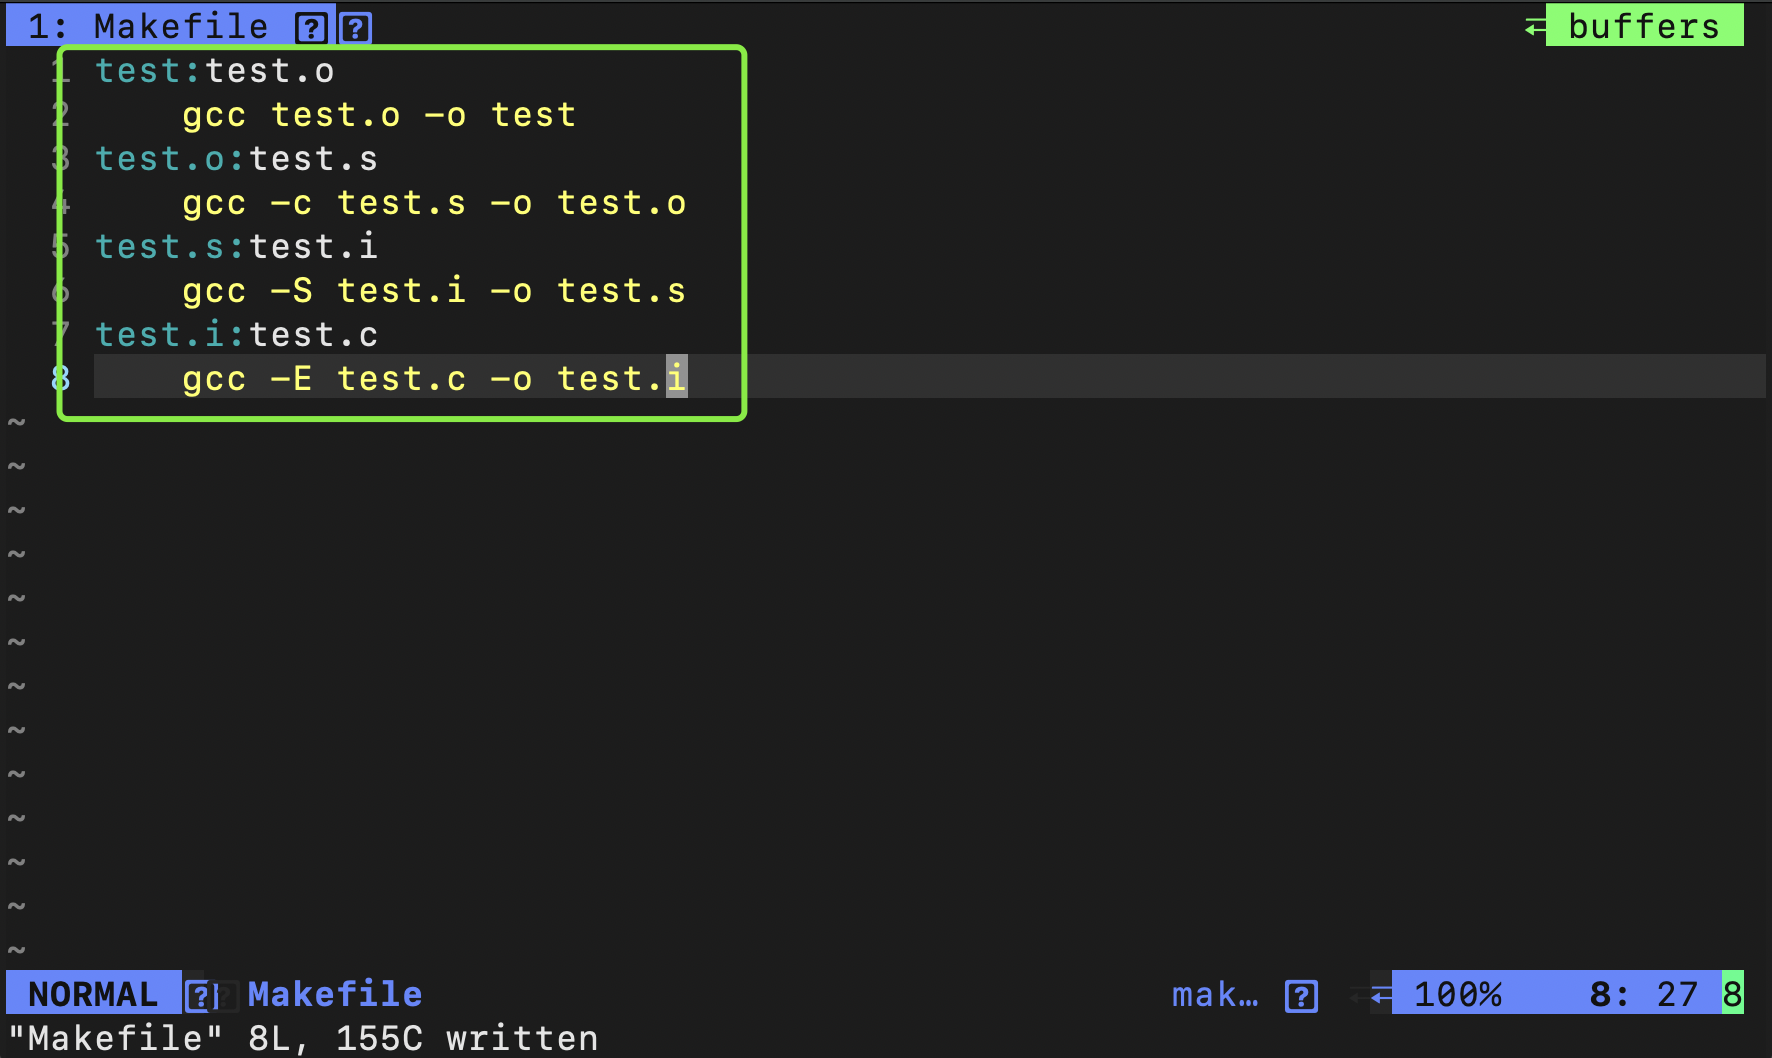 1: Makefile buffers
1 test:test.o
2     gcc test.o -o test
3 test.o:test.s
4     gcc -c test.s -o test.o
5 test.s:test.i
6     gcc -S test.i -o test.s
7 test.i:test.c
8     gcc -E test.c -o test.i
~
~
~
~
~
~
~
~
~
~
~
~
~
NORMAL Makefile mak… 100% 8: 27 8
"Makefile" 8L, 155C written